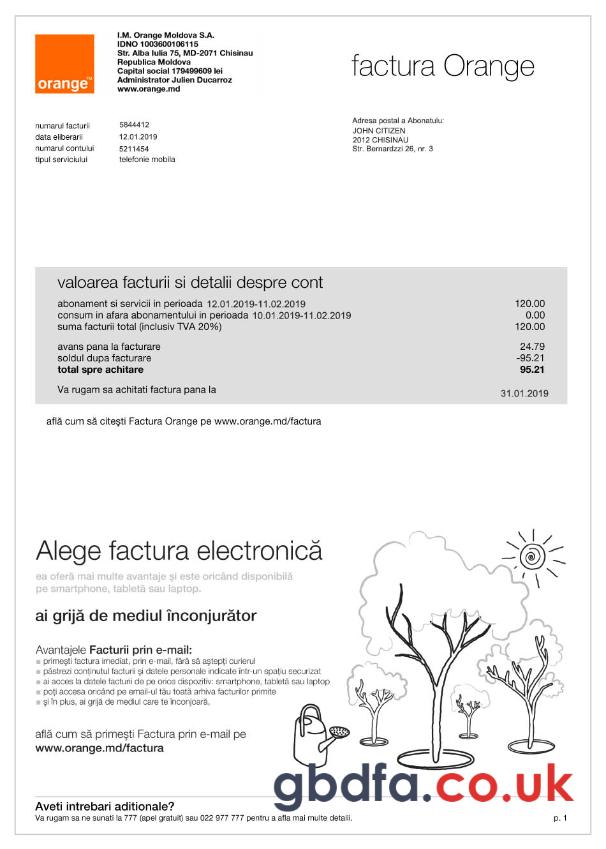 orange™
I.M. Orange Moldova S.A.
IDNO 1003600106115
Str. Alba Iulia 75, MD-2071 Chisinau
Republica Moldova
Capital social 179499609 lei
Administrator Julien Ducarroz
www.orange.md
factura Orange
numarul facturii 5844412
data eliberarii 12.01.2019
numarul contului 5211454
tipul serviciului telefonie mobila
Adresa postal a Abonatulu:
JOHN CITIZEN
2012 CHISINAU
Str. Bernardzzi 26, nr. 3
valoarea facturii si detalii despre cont
abonament si servicii in perioada 12.01.2019-11.02.2019 120.00
consum in afara abonamentului in perioada 10.01.2019-11.02.2019 0.00
suma facturii total (inclusiv TVA 20%) 120.00
avans pana la facturare 24.79
soldul dupa facturare -95.21
total spre achitare 95.21
Va rugam sa achitati factura pana la 31.01.2019
află cum să citești Factura Orange pe www.orange.md/factura
Alege factura electronică
ea oferă mai multe avantaje și este oricând disponibilă
pe smartphone, tabletă sau laptop.
ai grijă de mediul înconjurător
Avantajele Facturii prin e-mail:
primești factura imediat, prin e-mail, fără să aștepți curierul
păstrezi conținutul facturii și datele personale indicate într-un spațiu securizat
ai acces la datele facturii de pe orice dispozitiv: smartphone, tabletă sau laptop
poți accesa oricând pe email-ul tău toată arhiva facturilor primite
și în plus, ai grijă de mediul care te înconjoară.
află cum să primești Factura prin e-mail pe
www.orange.md/factura
gbdfa.co.uk
Aveti intrebari aditionale?
Va rugam sa ne sunati la 777 (apel gratuit) sau 022 977 777 pentru a afla mai multe detalii. p. 1